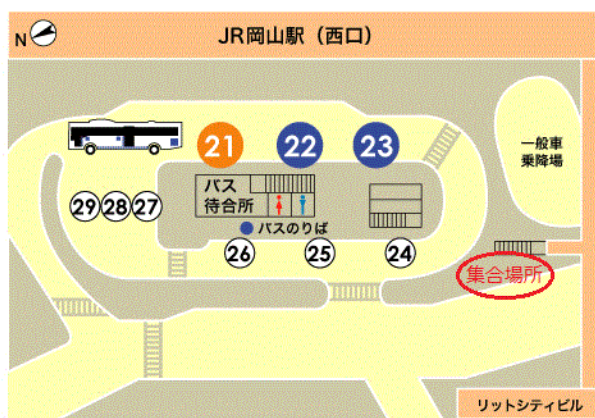 N
JR岡山駅（西口）
21
22
23
一般車
乗降場
バス
待合所
29
28
27
バスのりば
26
25
24
集合場所
リットシティビル